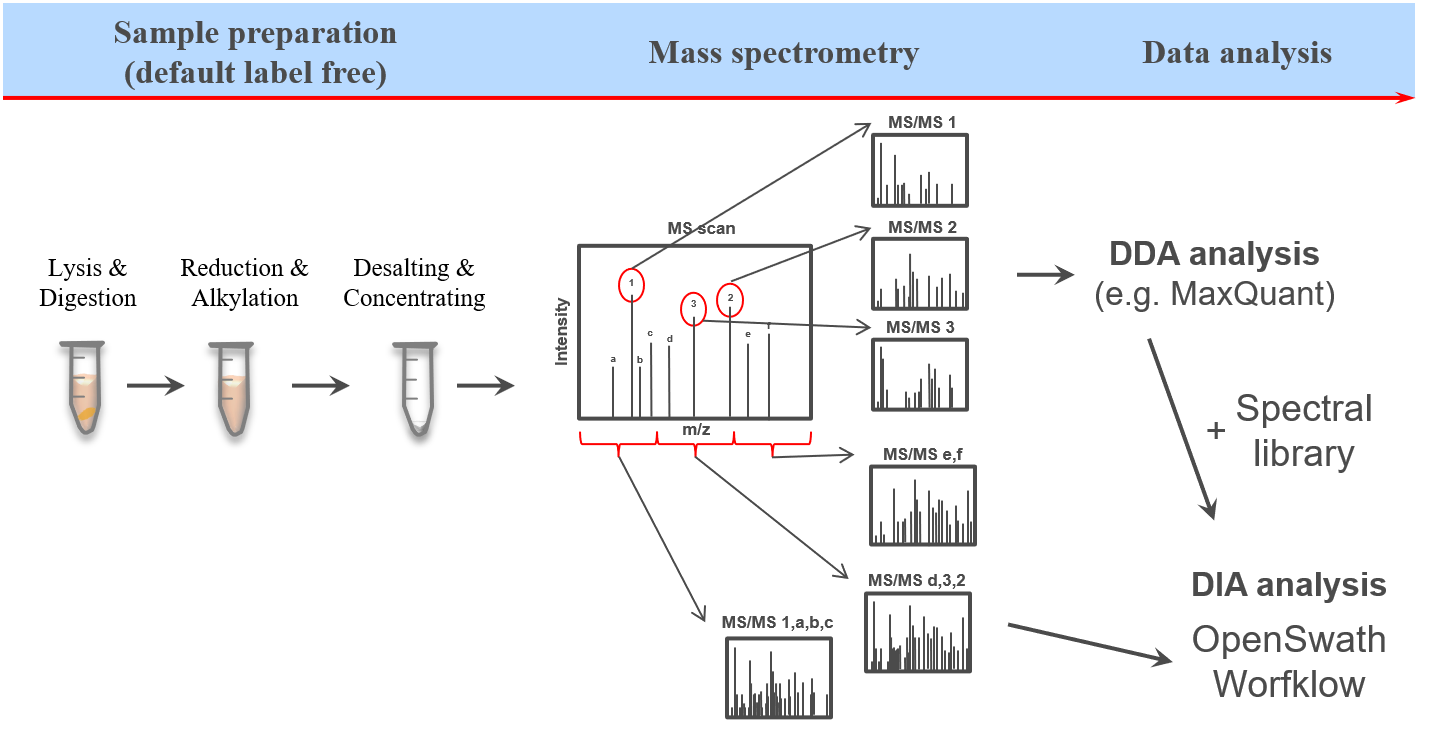 Sample preparation
(default label free)
Mass spectrometry
Data analysis
Lysis &
Digestion
Reduction &
Alkylation
Desalting &
Concentrating
MS scan
Intensity
1
3
2
a
b
c
d
e
f
m/z
MS/MS 1
MS/MS 2
MS/MS 3
MS/MS e,f
MS/MS d,3,2
MS/MS 1,a,b,c
DDA analysis
(e.g. MaxQuant)
+ Spectral
library
DIA analysis
OpenSwath
Worfklow